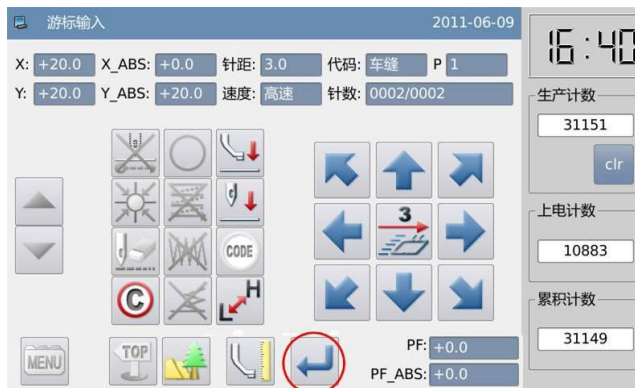 游标输入 2011-06-09
16:40
X: +20.0 X_ABS: +0.0 针距: 3.0 代码: 车缝 P 1
Y: +20.0 Y_ABS: +20.0 速度: 高速 针数: 0002/0002
生产计数
31151
clr
上电计数
10883
累积计数
31149
3
CODE
C
L H
MENU
TOP
PF: +0.0
PF_ABS: +0.0